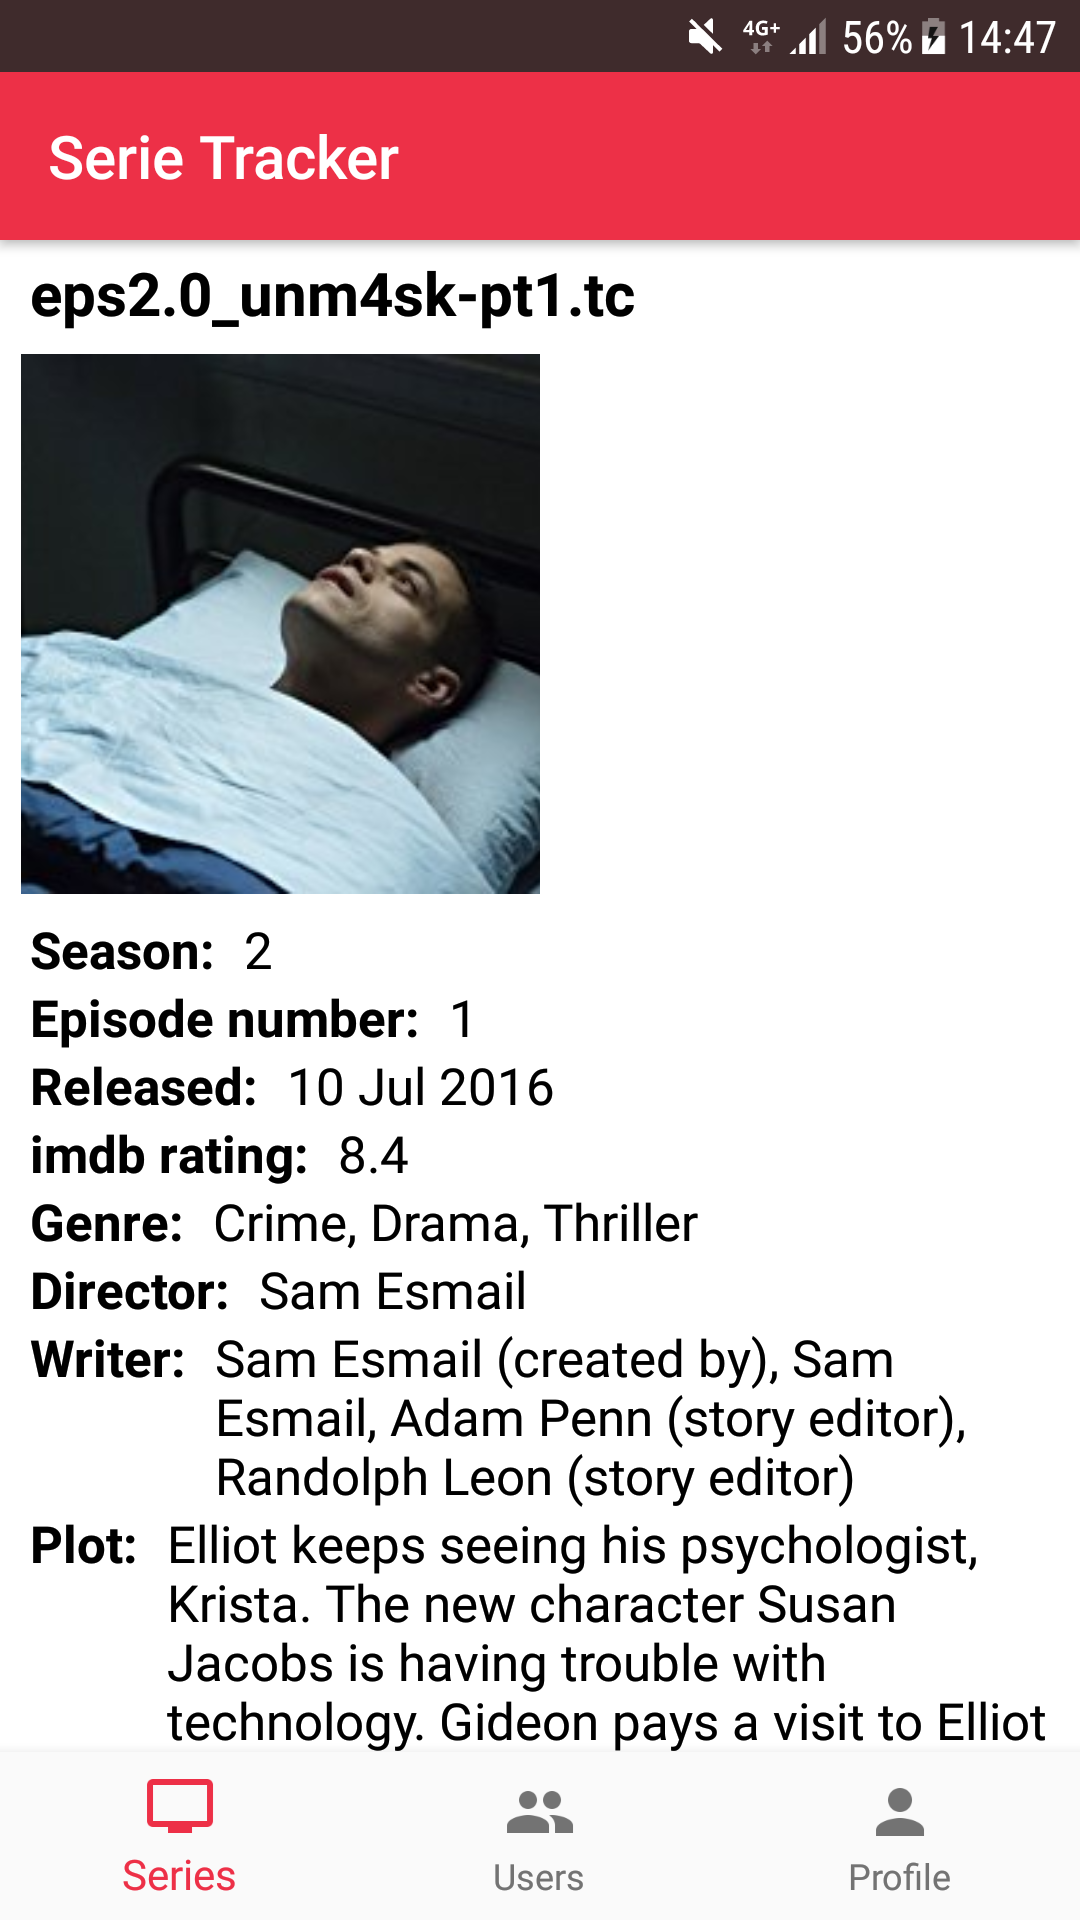 4G+ 56% 14:47
Serie Tracker
eps2.0_unm4sk-pt1.tc
Season: 2
Episode number: 1
Released: 10 Jul 2016
imdb rating: 8.4
Genre: Crime, Drama, Thriller
Director: Sam Esmail
Writer: Sam Esmail (created by), Sam
Esmail, Adam Penn (story editor),
Randolph Leon (story editor)
Plot: Elliot keeps seeing his psychologist,
Krista. The new character Susan
Jacobs is having trouble with
technology. Gideon pays a visit to Elliot
Series Users Profile